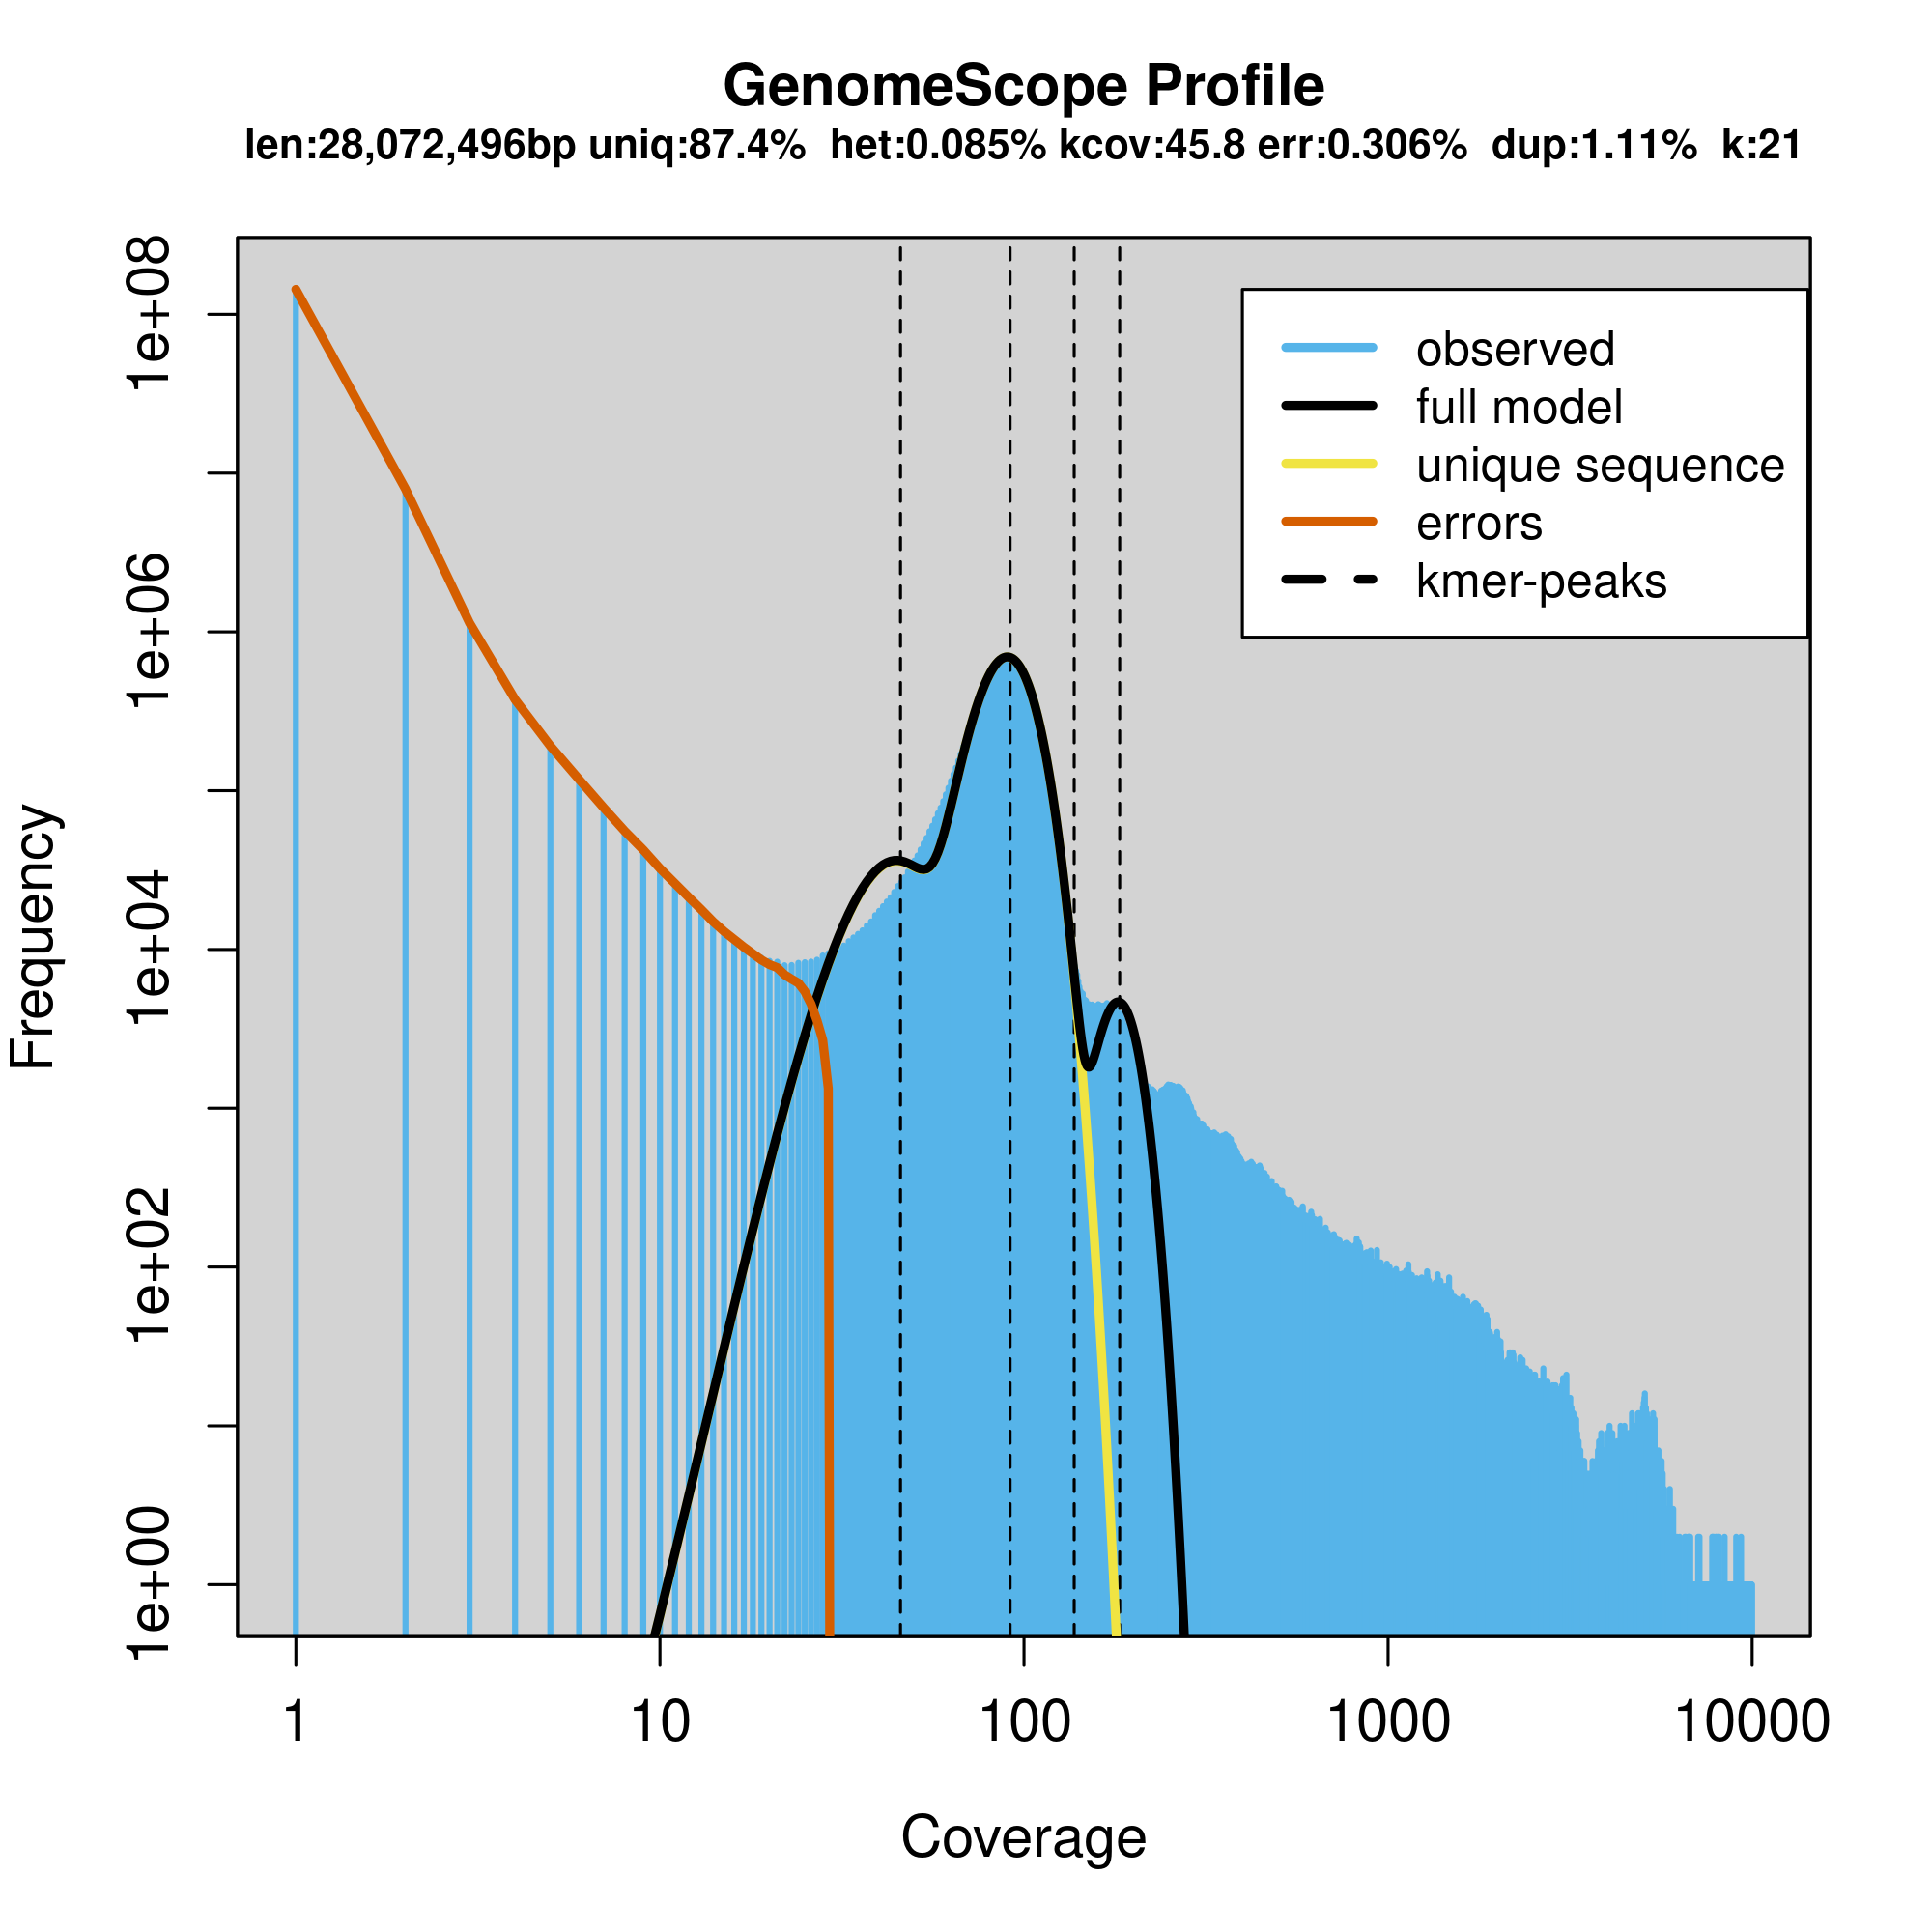 GenomeScope Profile
len:28,072,496bp uniq:87.4% het:0.085% kcov:45.8 err:0.306% dup:1.11% k:21
1e+08
1e+06
1e+04
1e+02
1e+00
Frequency
observed
full model
unique sequence
errors
kmer-peaks
1 10 100 1000 10000
Coverage